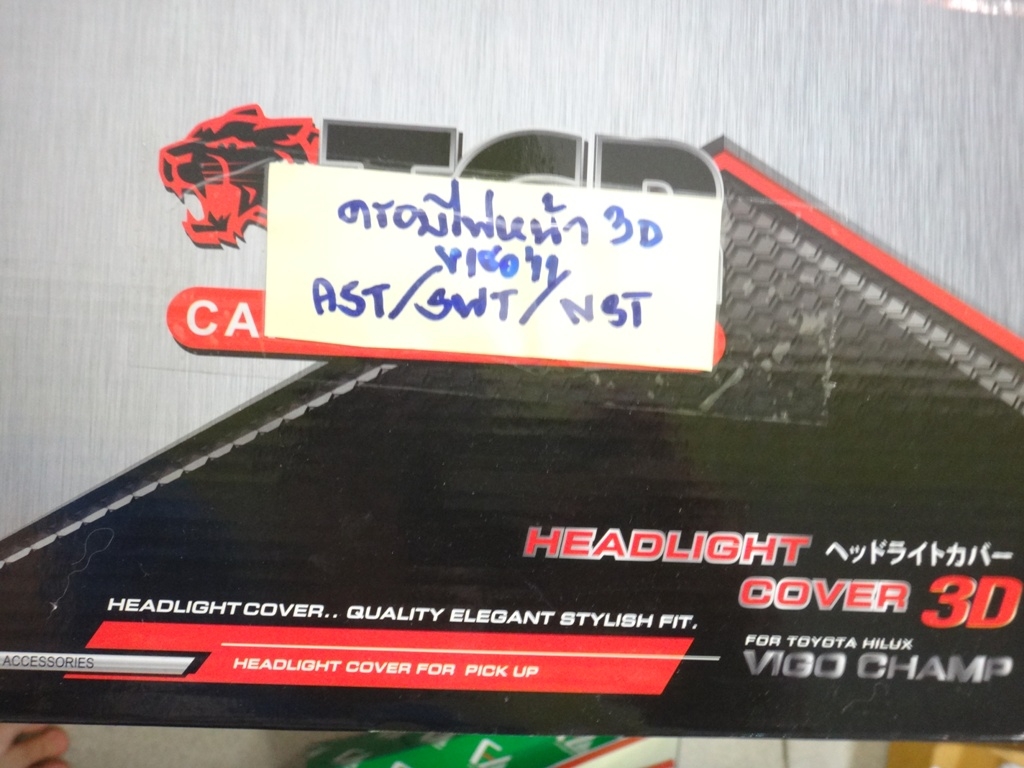 ครอบไฟหน้า 3D
AST/SWT/NST
CA
HEADLIGHT ヘッドライトカバー
COVER 3D
HEADLIGHT COVER.. QUALITY ELEGANT STYLISH FIT.
FOR TOYOTA HILUX
VIGO CHAMP
ACCESSORIES
HEADLIGHT COVER FOR PICK UP